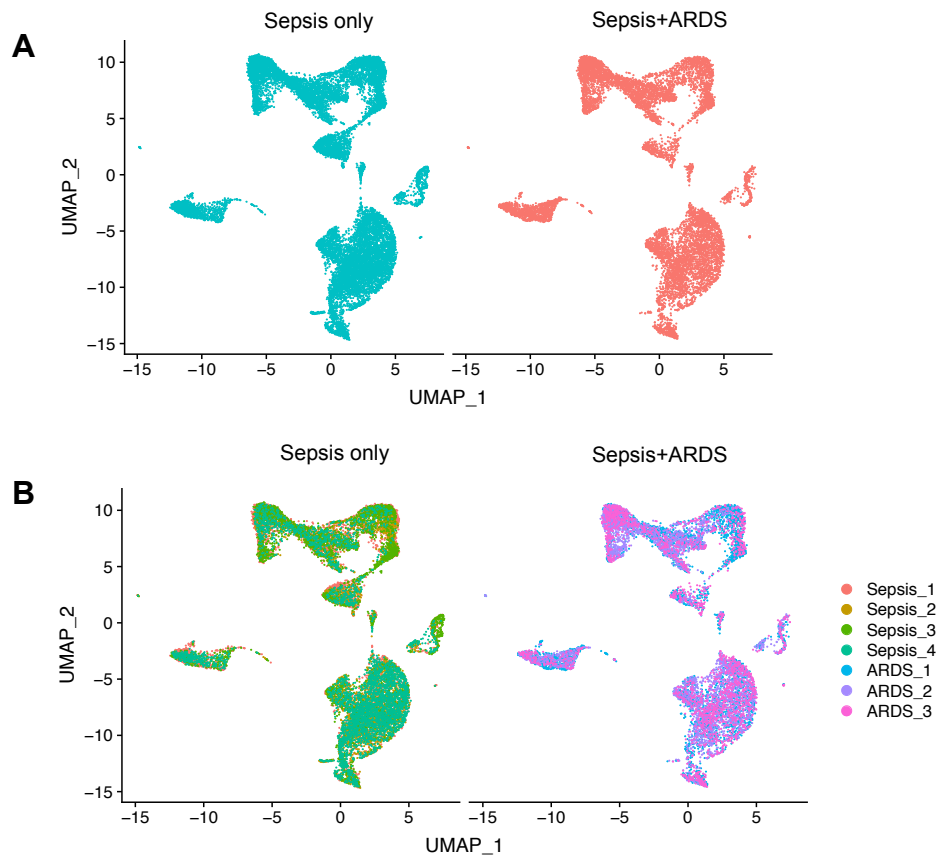 A
Sepsis only
Sepsis+ARDS
UMAP_2
10
5
0
−5
−10
−15
−15 −10 −5 0 5
−15 −10 −5 0 5
UMAP_1
B
Sepsis only
Sepsis+ARDS
UMAP_2
10
5
0
−5
−10
−15
−15 −10 −5 0 5
−15 −10 −5 0 5
UMAP_1
Sepsis_1
Sepsis_2
Sepsis_3
Sepsis_4
ARDS_1
ARDS_2
ARDS_3